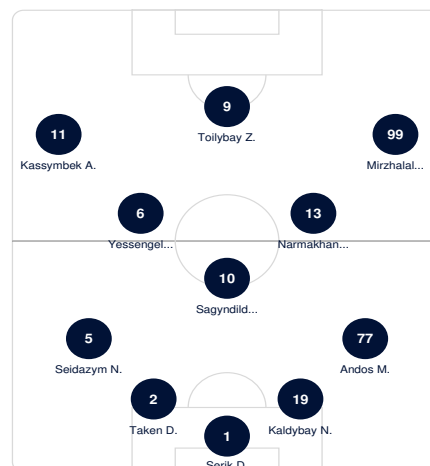 9
Toilybay Z.
11
Kassymbek A.
99
Mirzhalal...
6
Yessengel...
13
Narmakhan...
10
Sagyndild...
5
Seidazym N.
77
Andos M.
2
Taken D.
19
Kaldybay N.
1
Serik D.